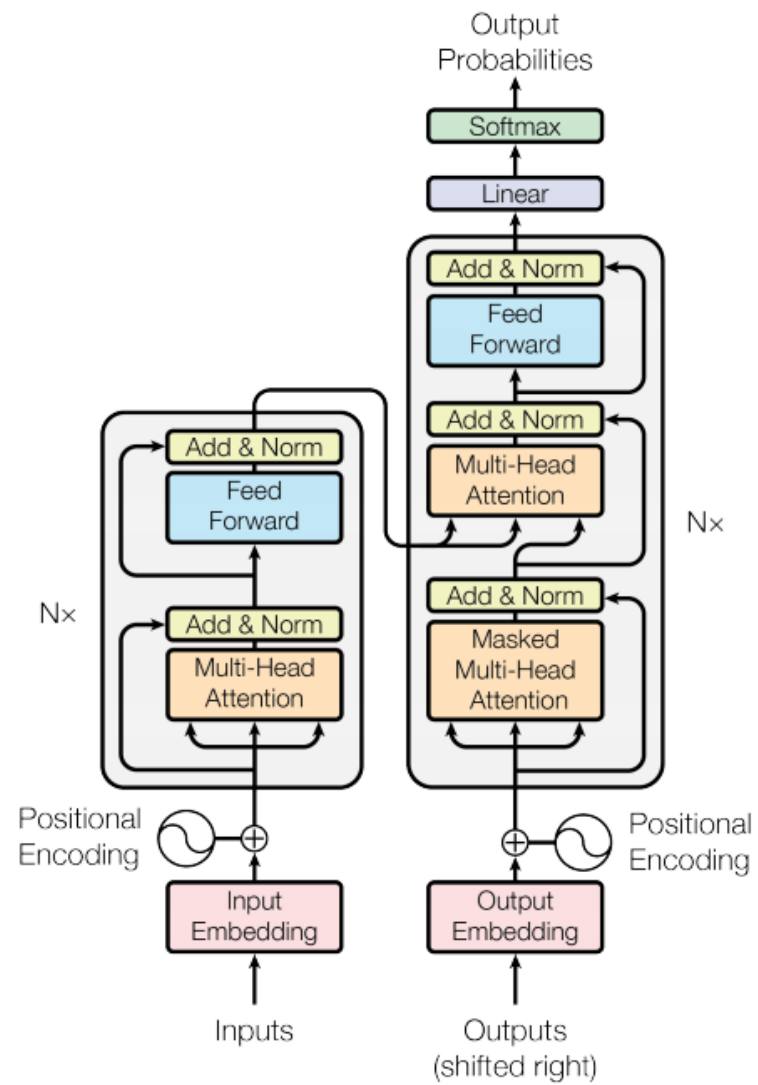 Output
Probabilities
Softmax
Linear
Add & Norm
Feed
Forward
Add & Norm
Multi-Head
Attention
Add & Norm
Masked
Multi-Head
Attention
Nx
Add & Norm
Feed
Forward
Add & Norm
Multi-Head
Attention
Nx
Positional
Encoding
Positional
Encoding
Input
Embedding
Output
Embedding
Inputs
Outputs
(shifted right)